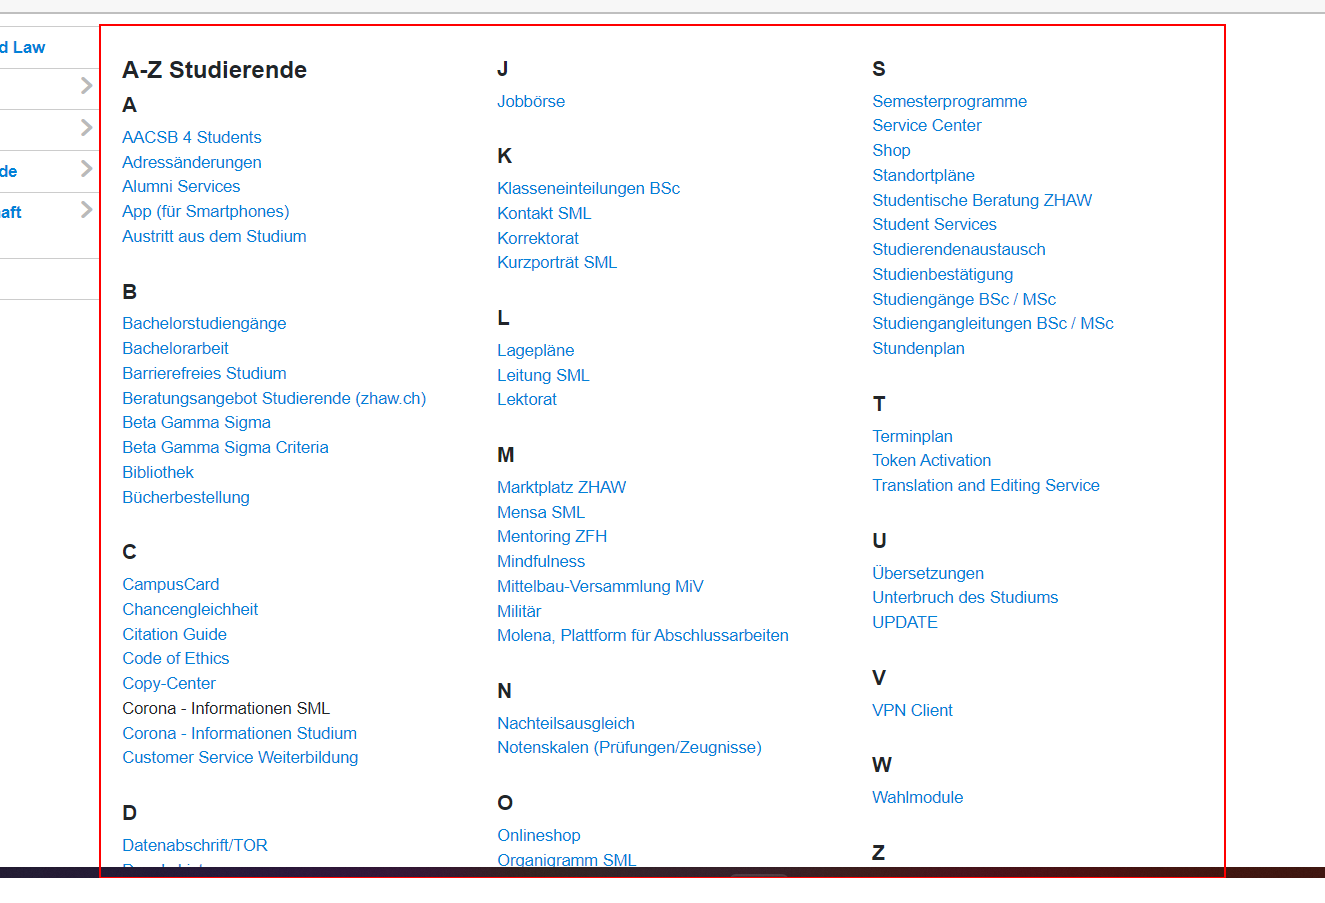 d Law
de
aft
A-Z Studierende
A
AACSB 4 Students
Adressänderungen
Alumni Services
App (für Smartphones)
Austritt aus dem Studium
B
Bachelorstudiengänge
Bachelorarbeit
Barrierefreies Studium
Beratungsangebot Studierende (zhaw.ch)
Beta Gamma Sigma
Beta Gamma Sigma Criteria
Bibliothek
Bücherbestellung
C
CampusCard
Chancengleichheit
Citation Guide
Code of Ethics
Copy-Center
Corona - Informationen SML
Corona - Informationen Studium
Customer Service Weiterbildung
D
Datenabschrift/TOR
J
Jobbörse
K
Klasseneinteilungen BSc
Kontakt SML
Korrektorat
Kurzporträt SML
L
Lagepläne
Leitung SML
Lektorat
M
Marktplatz ZHAW
Mensa SML
Mentoring ZFH
Mindfulness
Mittelbau-Versammlung MiV
Militär
Molena, Plattform für Abschlussarbeiten
N
Nachteilsausgleich
Notenskalen (Prüfungen/Zeugnisse)
O
Onlineshop
Organigramm SML
S
Semesterprogramme
Service Center
Shop
Standortpläne
Studentische Beratung ZHAW
Student Services
Studierendenaustausch
Studienbestätigung
Studiengänge BSc / MSc
Studiengangleitungen BSc / MSc
Stundenplan
T
Terminplan
Token Activation
Translation and Editing Service
U
Übersetzungen
Unterbruch des Studiums
UPDATE
V
VPN Client
W
Wahlmodule
Z